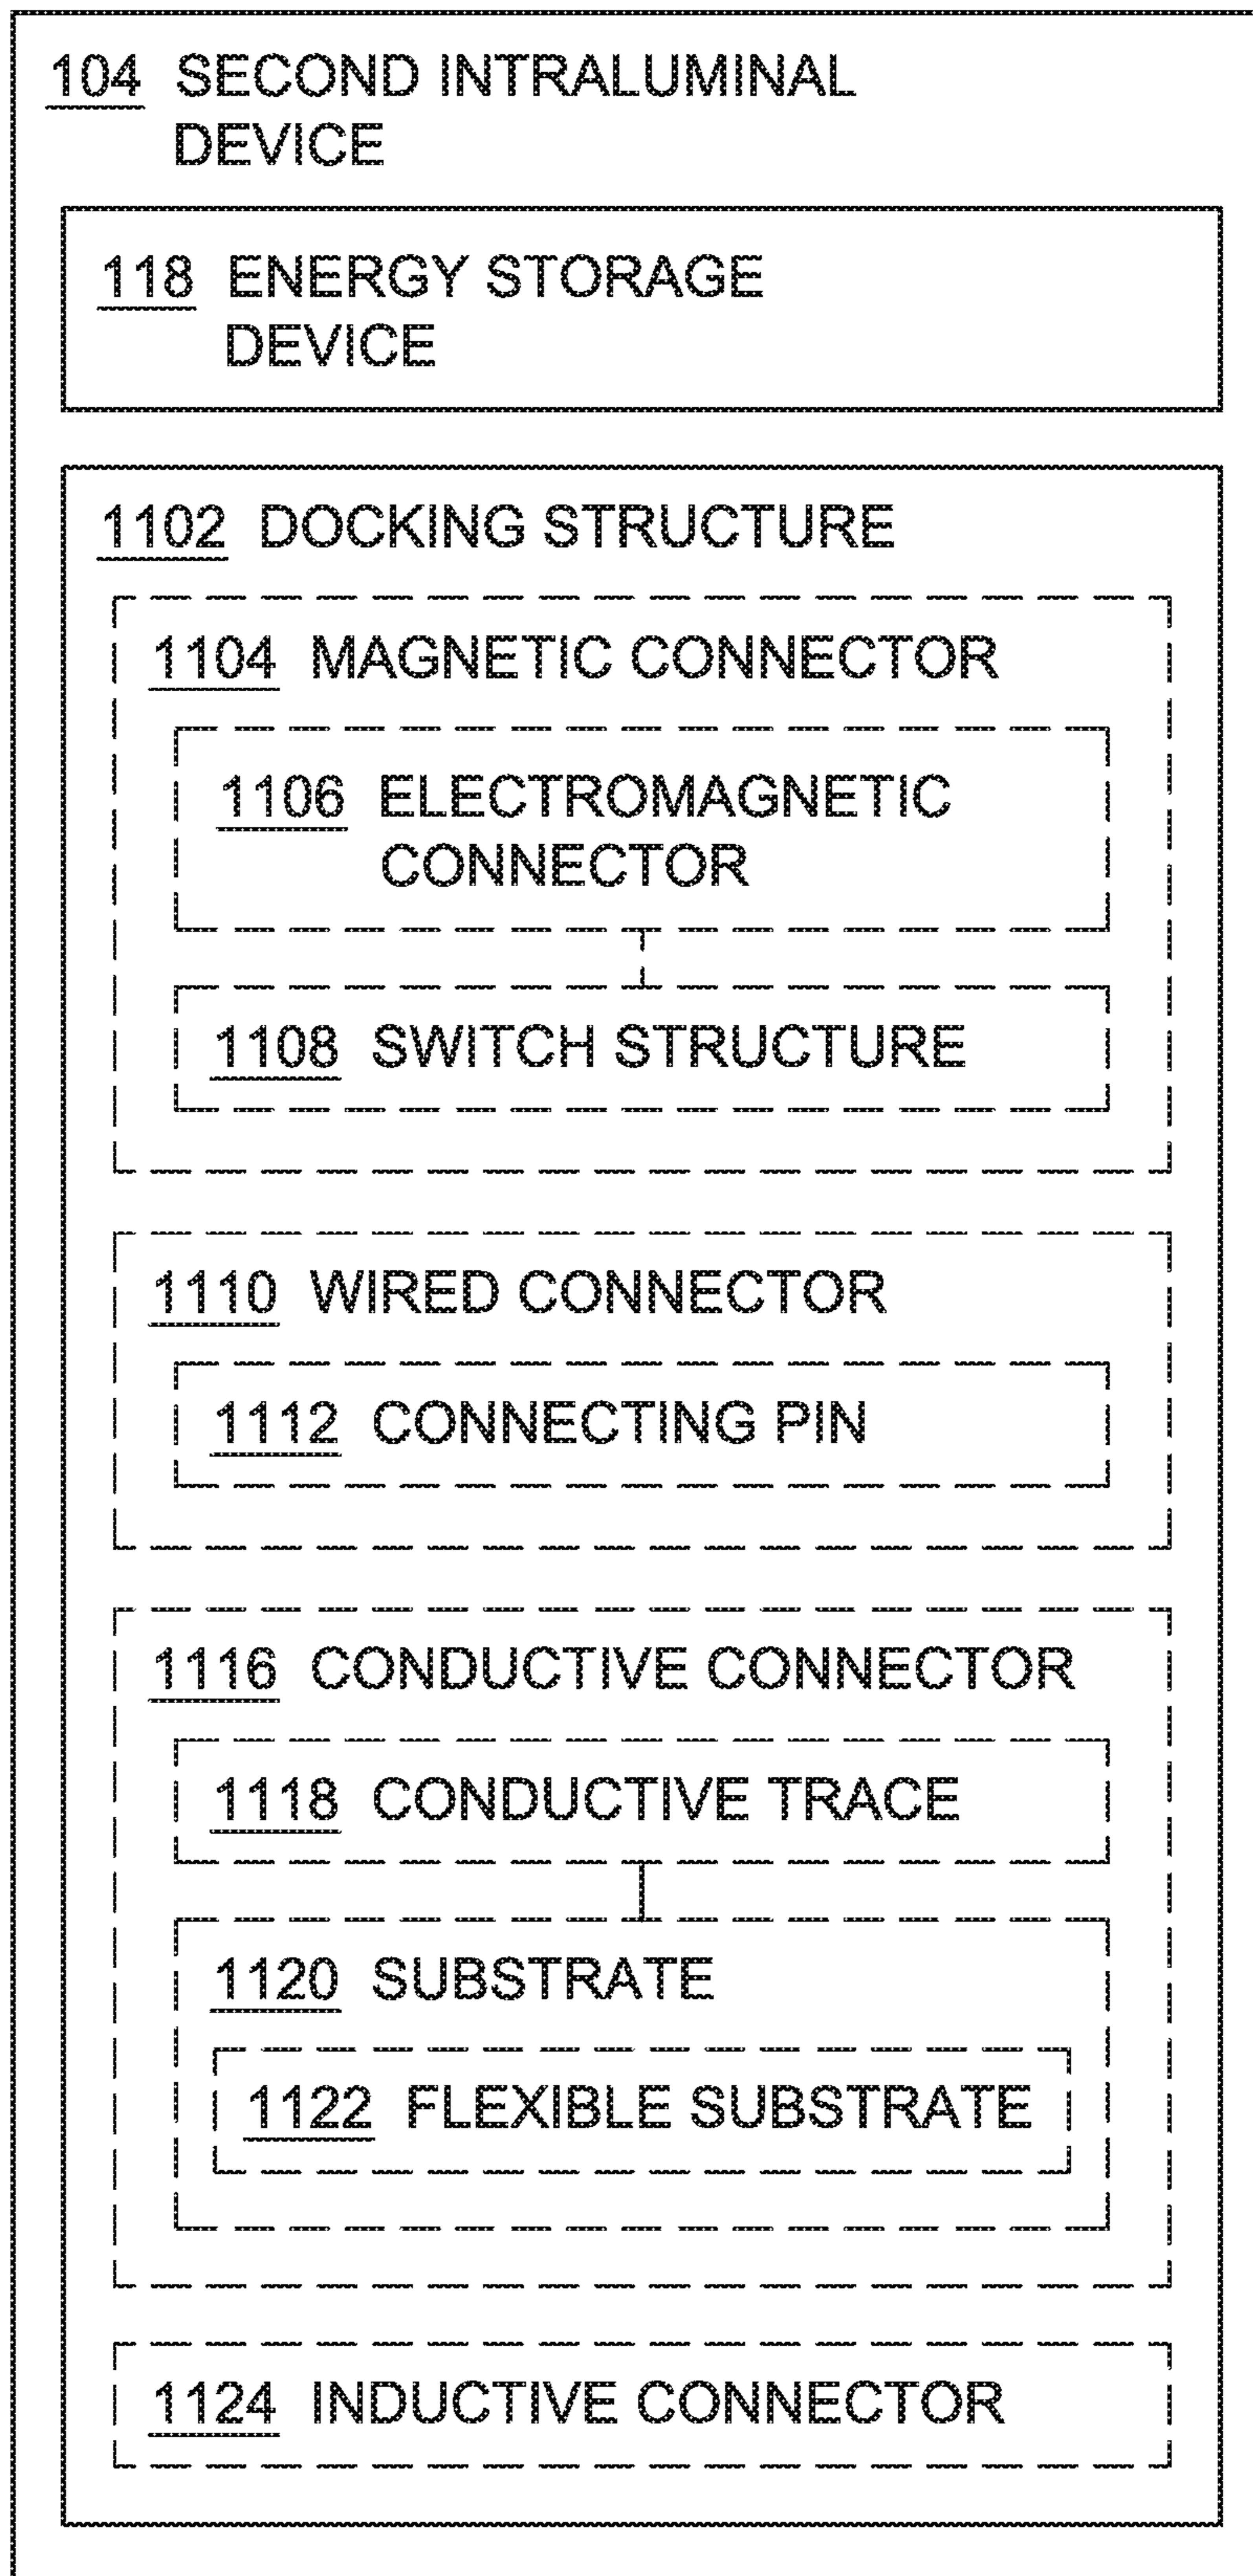 104 SECOND INTRALUMINAL
DEVICE
118 ENERGY STORAGE
DEVICE
1102 DOCKING STRUCTURE
1104 MAGNETIC CONNECTOR
1106 ELECTROMAGNETIC
CONNECTOR
1108 SWITCH STRUCTURE
1110 WIRED CONNECTOR
1112 CONNECTING PIN
1116 CONDUCTIVE CONNECTOR
1118 CONDUCTIVE TRACE
1120 SUBSTRATE
1122 FLEXIBLE SUBSTRATE
1124 INDUCTIVE CONNECTOR